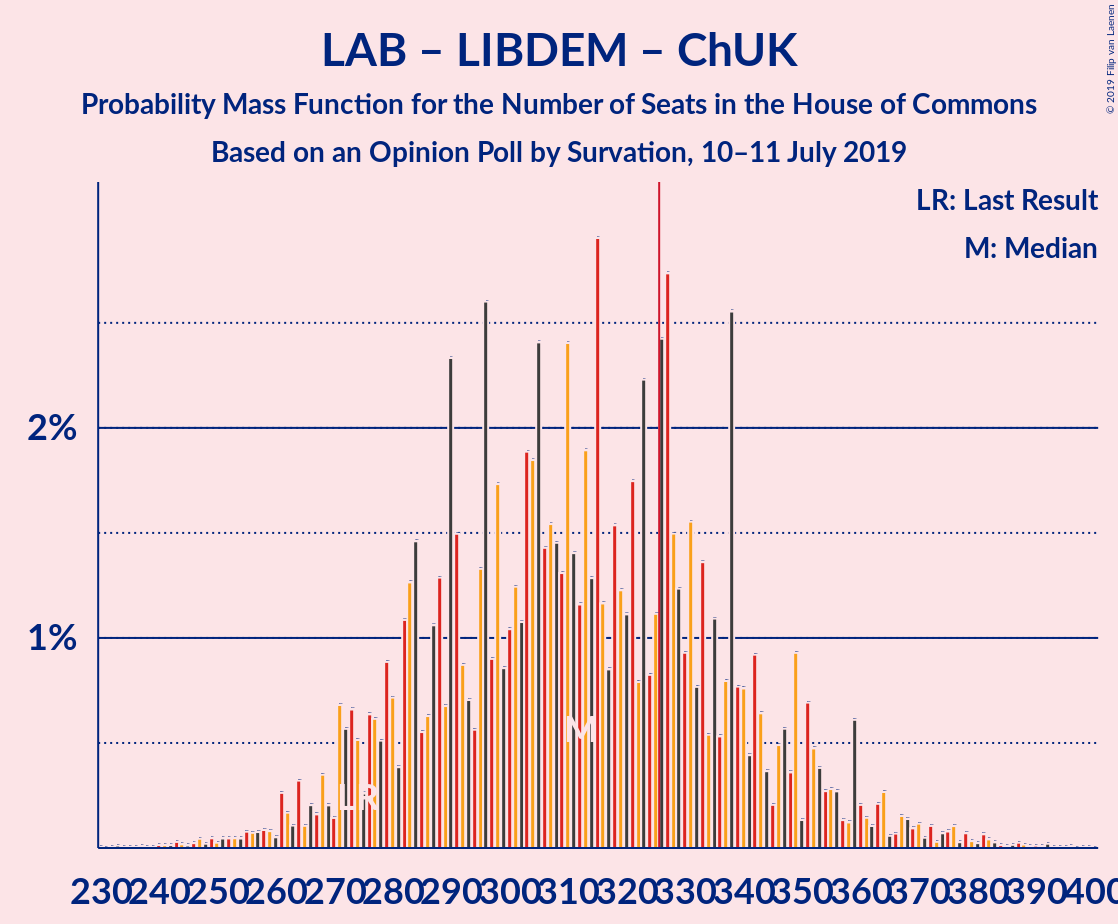 LAB – LIBDEM – ChUK
Probability Mass Function for the Number of Seats in the House of Commons
Based on an Opinion Poll by Survation, 10–11 July 2019
© 2019 Filip van Laenen
LR: Last Result
M: Median
2%
1%
M
LR
230 240 250 260 270 280 290 300 310 320 330 340 350 360 370 380 390 400